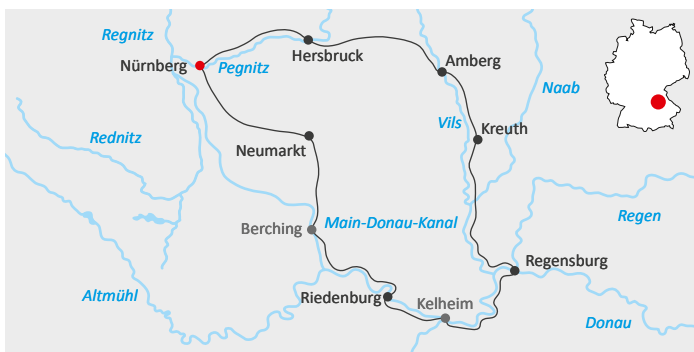 Regnitz
Hersbruck
Nürnberg
Pegnitz
Amberg
Naab
Vils
Kreuth
Rednitz
Neumarkt
Berching
Main-Donau-Kanal
Regen
Regensburg
Altmühl
Riedenburg
Kelheim
Donau